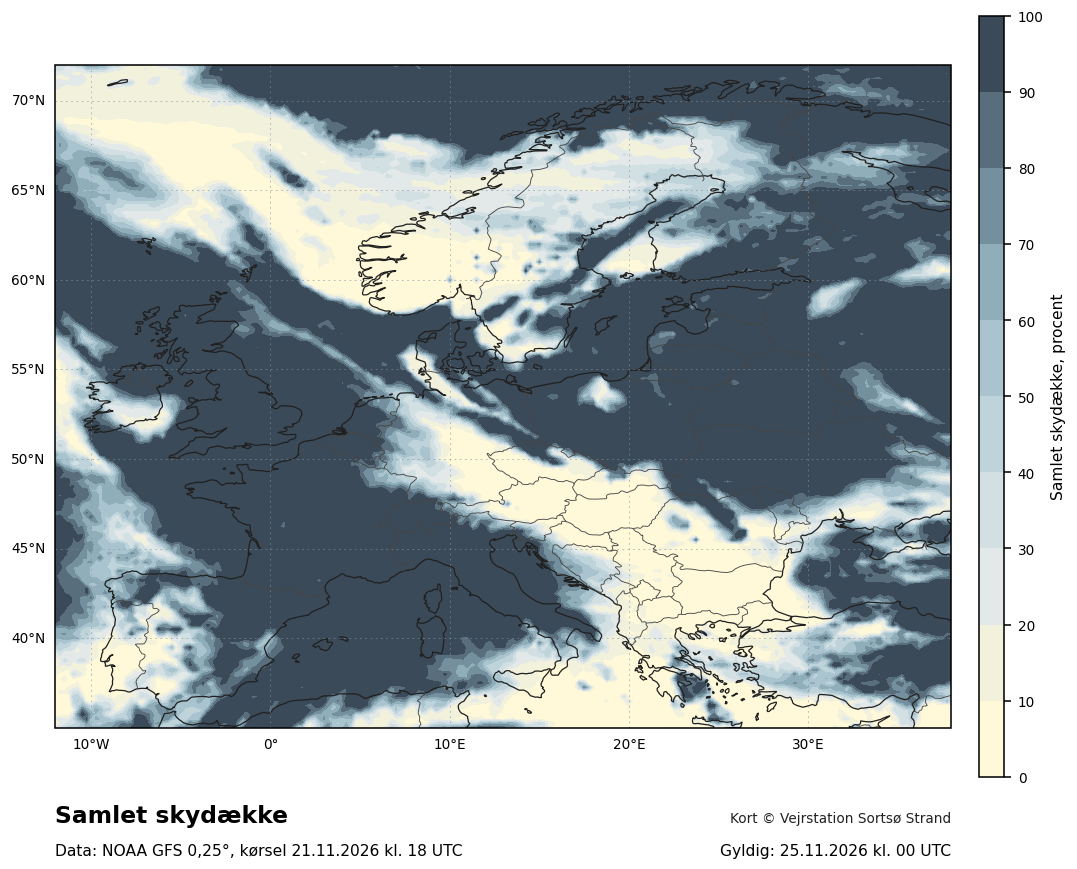 100
90
80
70
60
50
40
30
20
10
0
Samlet skydække, procent
70°N
65°N
60°N
55°N
50°N
45°N
40°N
10°W
0°
10°E
20°E
30°E
Samlet skydække
Kort © Vejrstation Sortsø Strand
Data: NOAA GFS 0,25°, kørsel 21.11.2026 kl. 18 UTC
Gyldig: 25.11.2026 kl. 00 UTC